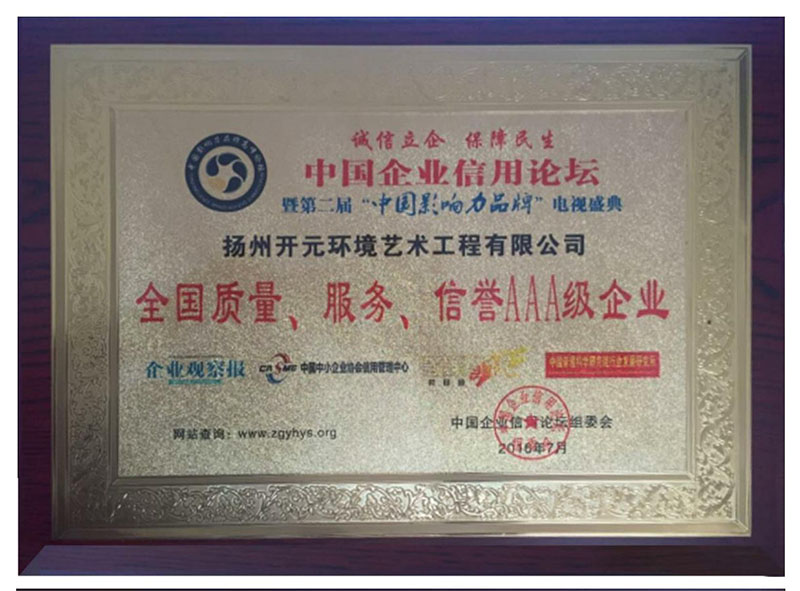 诚信立企 保障民生
中国企业信用论坛
暨第二届“中国影响力品牌”电视盛典
扬州开元环境艺术工程有限公司
全国质量、服务、信誉AAA级企业
企业观察报
中国中小企业协会信用管理中心
网站查询：www.zgyhys.org
中国企业信用论坛组委会
2016年7月